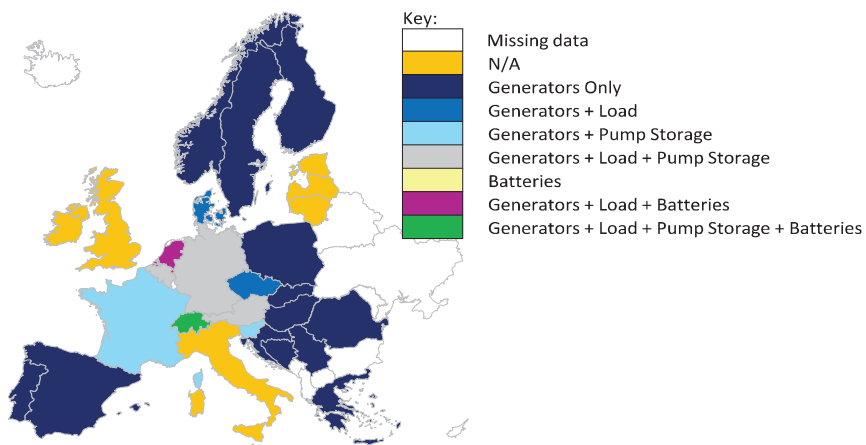 Key:
Missing data
N/A
Generators Only
Generators + Load
Generators + Pump Storage
Generators + Load + Pump Storage
Batteries
Generators + Load + Batteries
Generators + Load + Pump Storage + Batteries